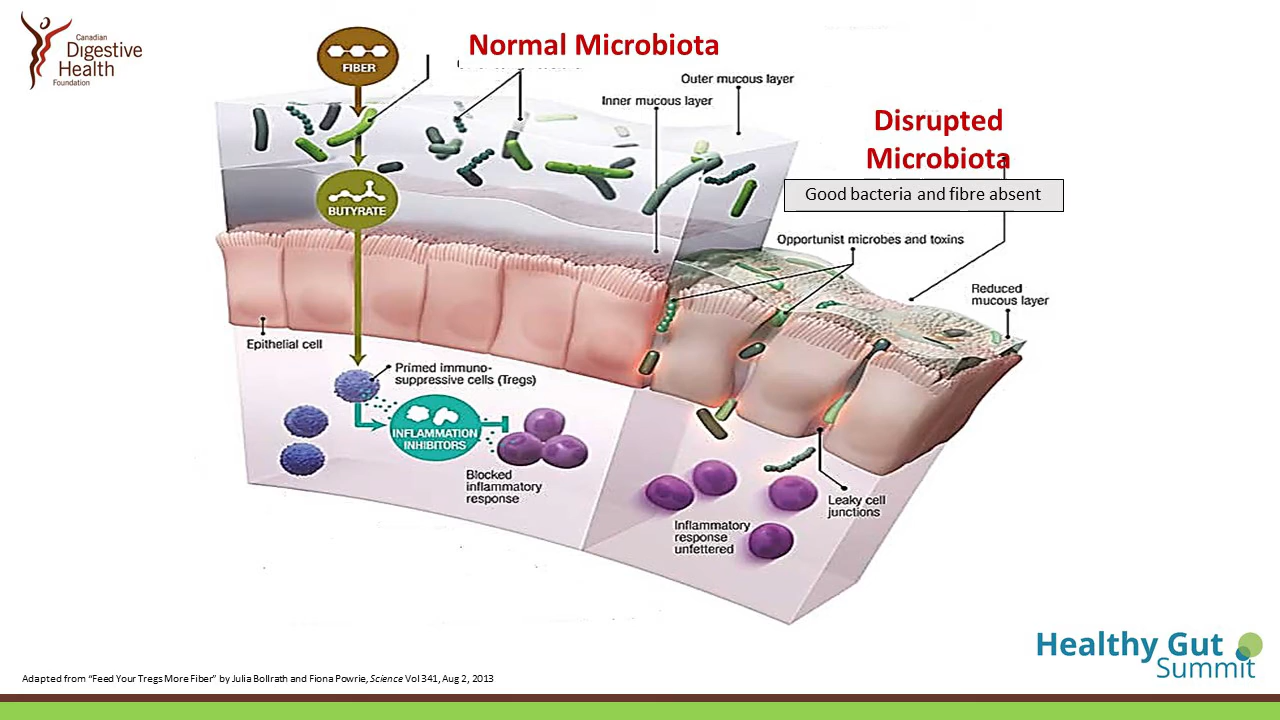 Canadian
Digestive
Health
Foundation
Normal Microbiota
FIBER
Outer mucous layer
Inner mucous layer
Disrupted
Microbiota
Good bacteria and fibre absent
BUTYRATE
Opportunist microbes and toxins
Reduced
mucous layer
Epithelial cell
Primed immuno-
suppressive cells (Tregs)
INFLAMMATION
INHIBITORS
Blocked
inflammatory
response
Leaky cell
junctions
Inflammatory
response
unfettered
Healthy Gut
Summit
Adapted from “Feed Your Tregs More Fiber” by Julia Bollrath and Fiona Powrie, Science Vol 341, Aug 2, 2013